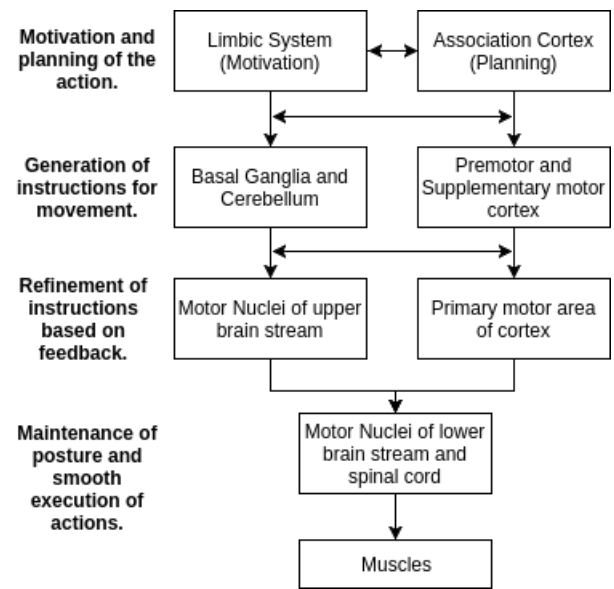 Motivation and
planning of the
action.
Limbic System
(Motivation)
Association Cortex
(Planning)
Generation of
instructions for
movement.
Basal Ganglia and
Cerebellum
Premotor and
Supplementary motor
cortex
Refinement of
instructions
based on
feedback.
Motor Nuclei of upper
brain stream
Primary motor area
of cortex
Maintenance of
posture and
smooth
execution of
actions.
Motor Nuclei of lower
brain stream and
spinal cord
Muscles